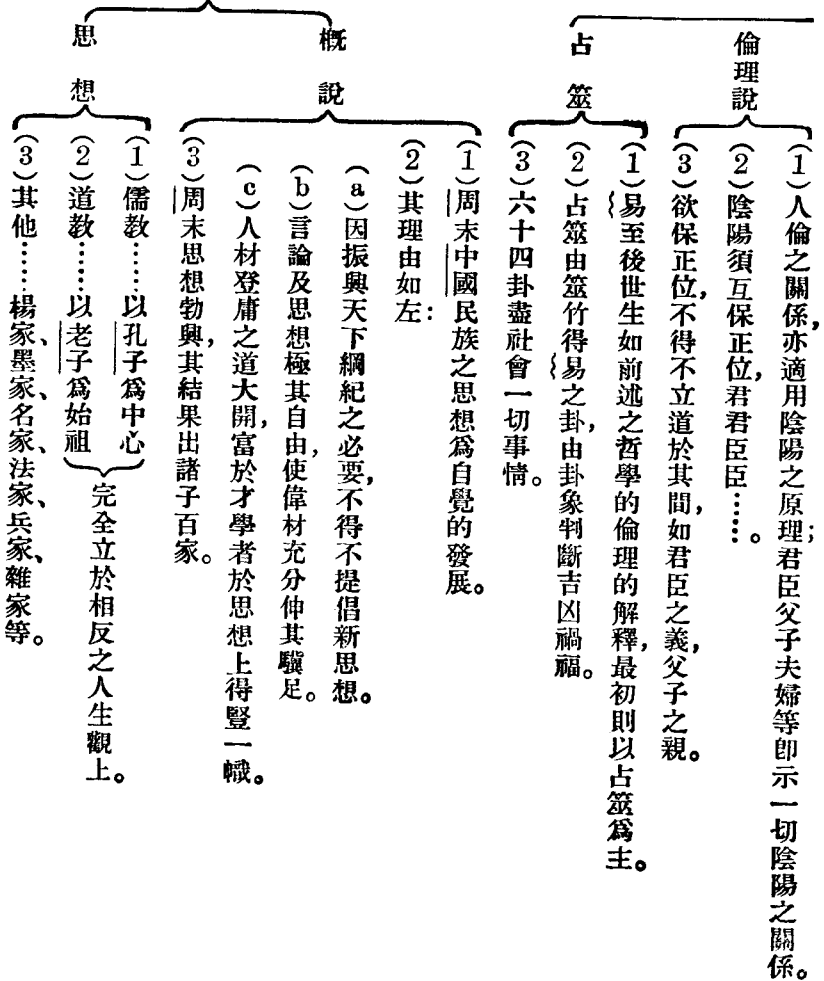 倫理說
(1)人倫之關係,亦適用陰陽之原理;君臣父子夫婦等卽示一切陰陽之關係。
(2)陰陽須互保正位,君君臣臣……。
(3)欲保正位,不得不立道於其間,如君臣之義,父子之親。
占筮
(1)易至後世生如前述之哲學的倫理的解釋,最初則以占筮爲主。
(2)占筮由筮竹得易之卦,由卦象判斷吉凶禍福。
(3)六十四卦盡社會一切事情。
概說
(1)周末中國民族之思想爲自覺的發展。
(2)其理由如左:
(a)因振興天下綱紀之必要,不得不提倡新思想。
(b)言論及思想極其自由,使偉材充分伸其驥足。
(c)人材登庸之道大開,富於才學者於思想上得豎一幟。
(3)周末思想勃興,其結果出諸子百家。
思想
(1)儒教……以孔子爲中心
(2)道教……以老子爲始祖
完全立於相反之人生觀上。
(3)其他……楊家、墨家、名家、法家、兵家、雜家等。